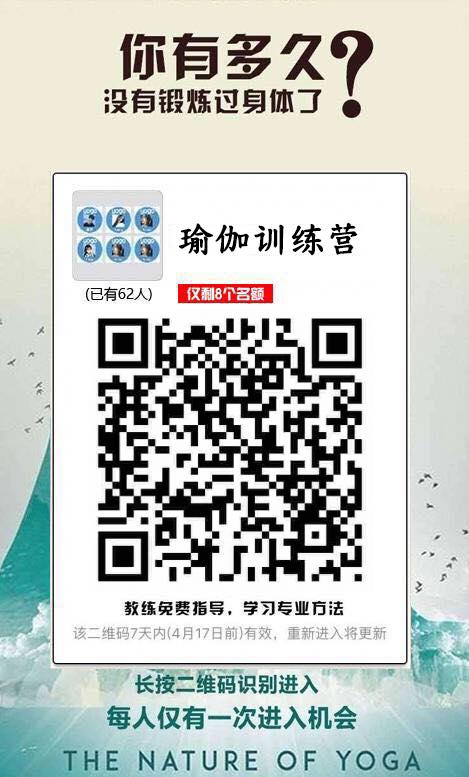 你有多久?
没有锻炼过身体了
瑜伽训练营
(已有62人)
仅剩8个名额
教练免费指导，学习专业方法
该二维码7天内(4月17日前)有效，重新进入将更新
长按二维码识别进入
每人仅有一次进入机会
THE NATURE OF YOGA